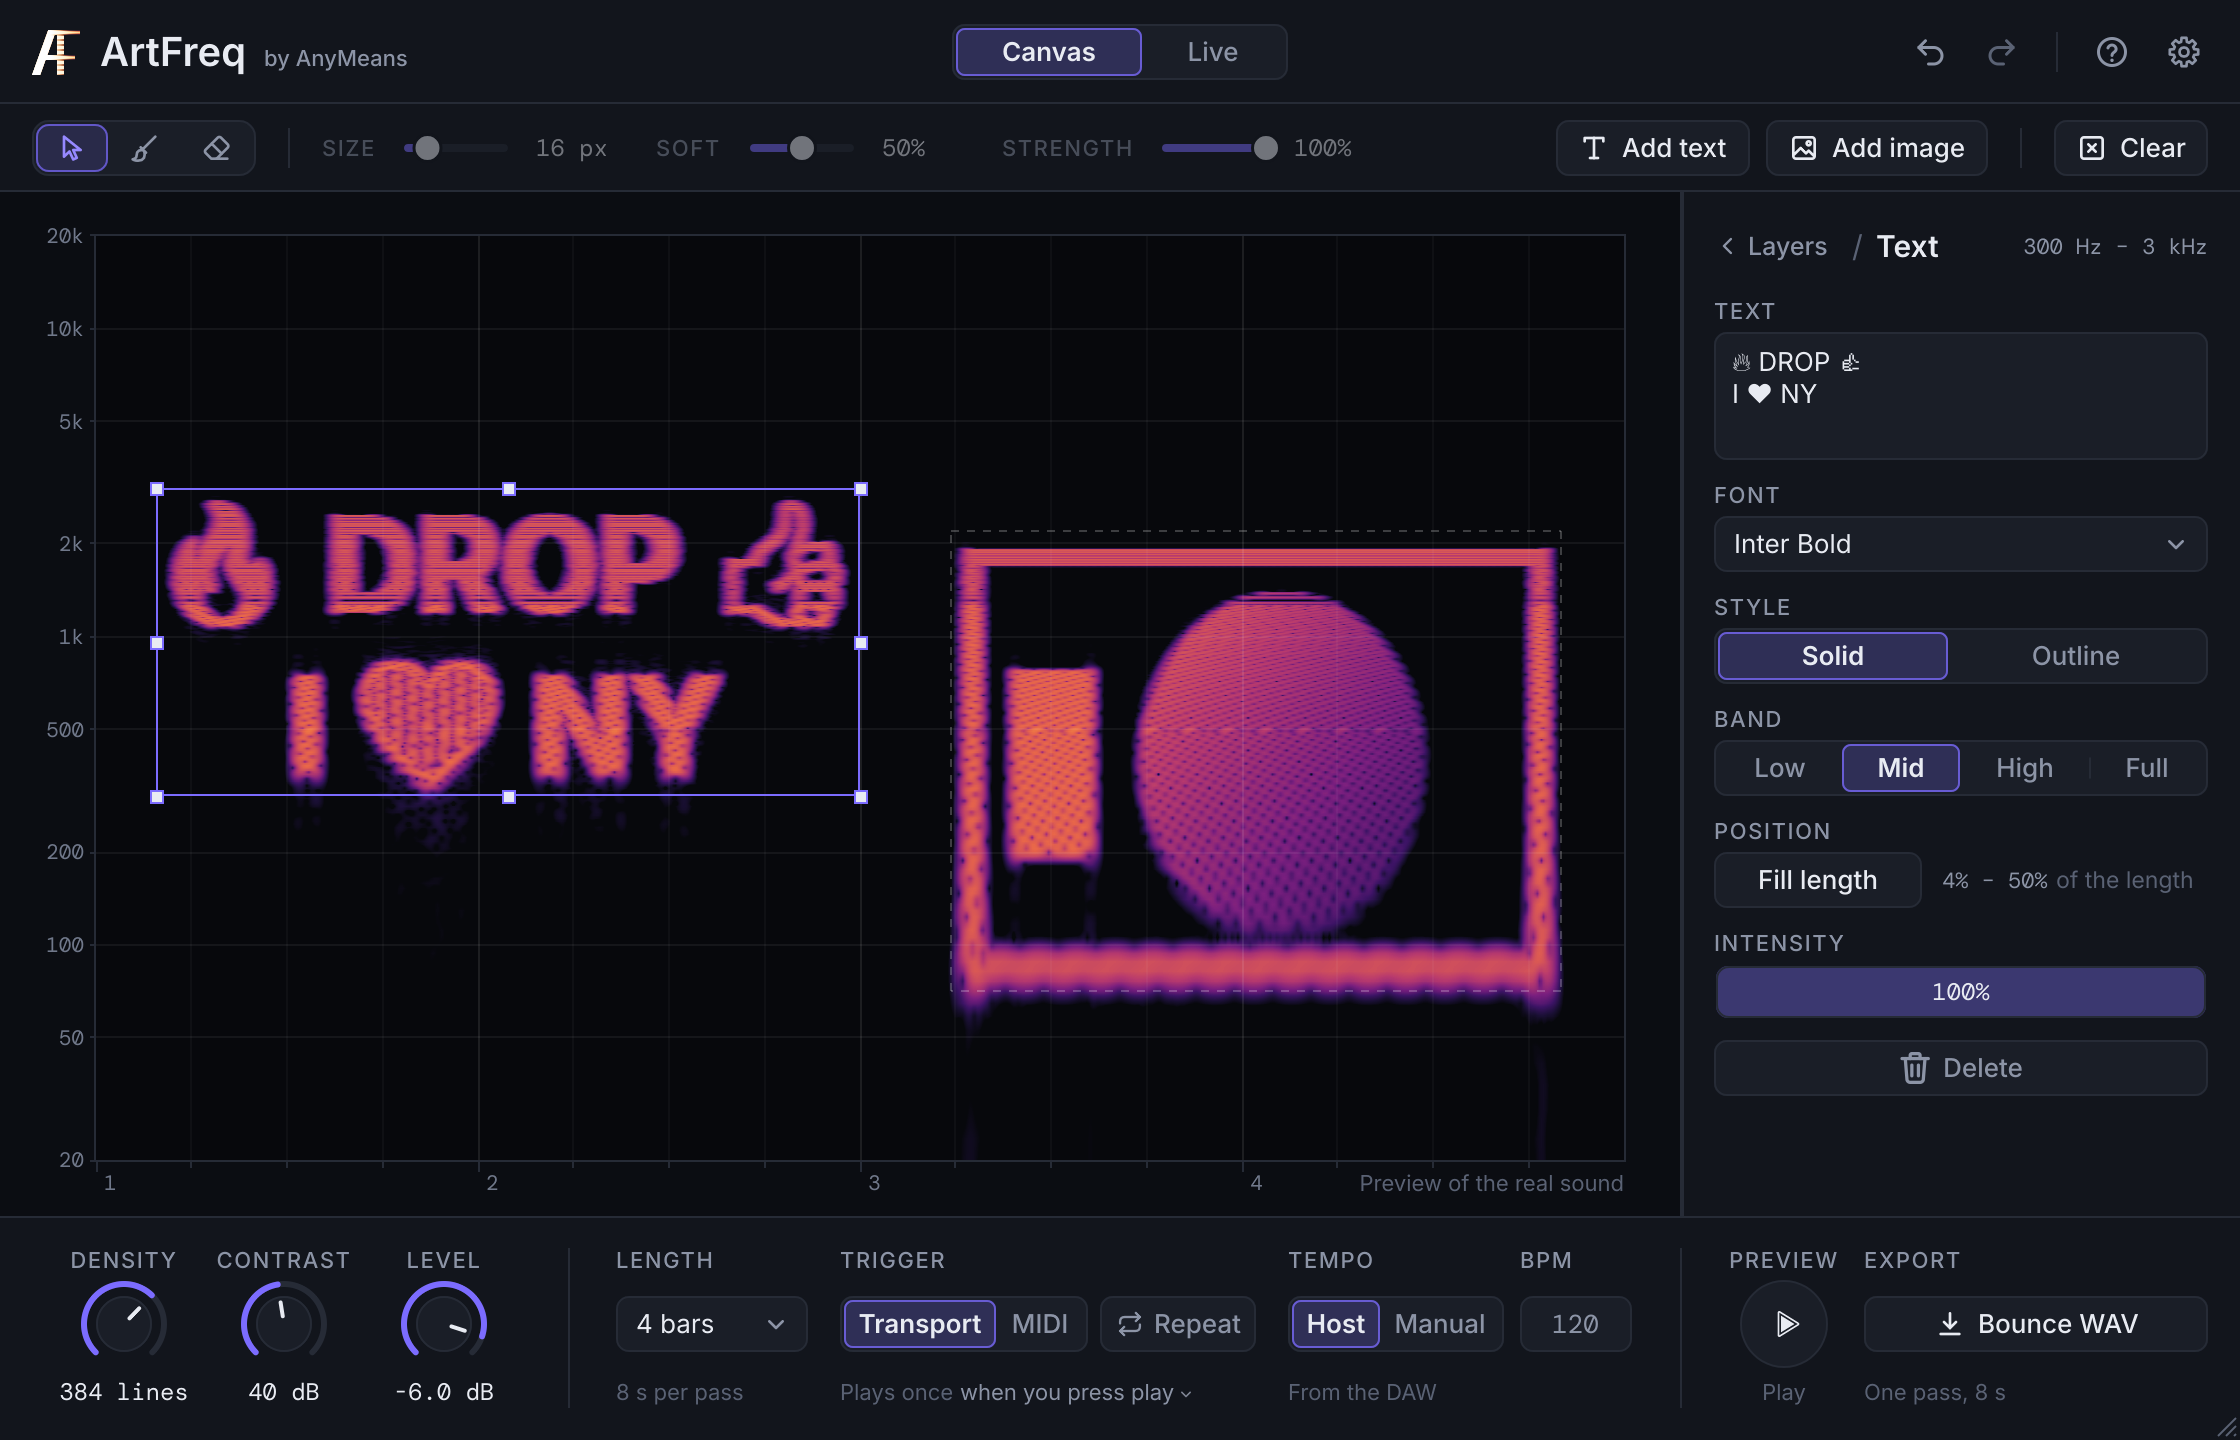 ArtFreq by AnyMeans
Canvas Live
SIZE 16 px SOFT 50% STRENGTH 100%
Add text Add image Clear
20k
10k
5k
2k
1k
500
200
100
50
20
🔥 DROP 👍
I ♥ NY
1 2 3 4
Preview of the real sound
Layers / Text 300 Hz - 3 kHz
TEXT
🔥 DROP 👍
I ♥ NY
FONT
Inter Bold
STYLE
Solid Outline
BAND
Low Mid High Full
POSITION
Fill length 4% - 50% of the length
INTENSITY
100%
Delete
DENSITY CONTRAST LEVEL LENGTH TRIGGER TEMPO BPM PREVIEW EXPORT
4 bars Transport MIDI Repeat Host Manual 120 Bounce WAV
384 lines 40 dB -6.0 dB 8 s per pass Plays once when you press play From the DAW Play One pass, 8 s